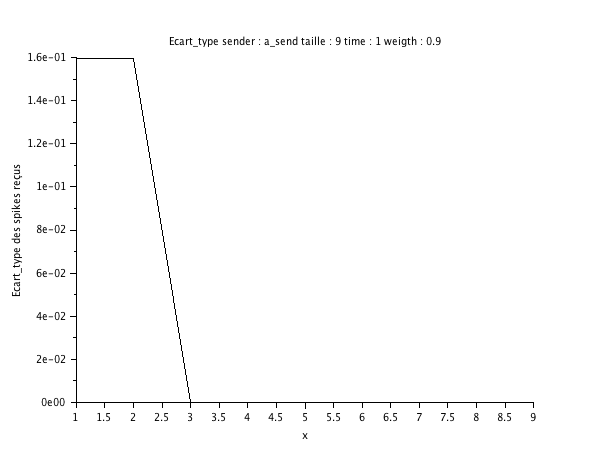 Ecart_type sender : a_send taille : 9 time : 1 weigth : 0.9
1.6e-01
1.4e-01
1.2e-01
1e-01
8e-02
6e-02
4e-02
2e-02
0e00
Ecart_type des spikes reçus
1 1.5 2 2.5 3 3.5 4 4.5 5 5.5 6 6.5 7 7.5 8 8.5 9
x